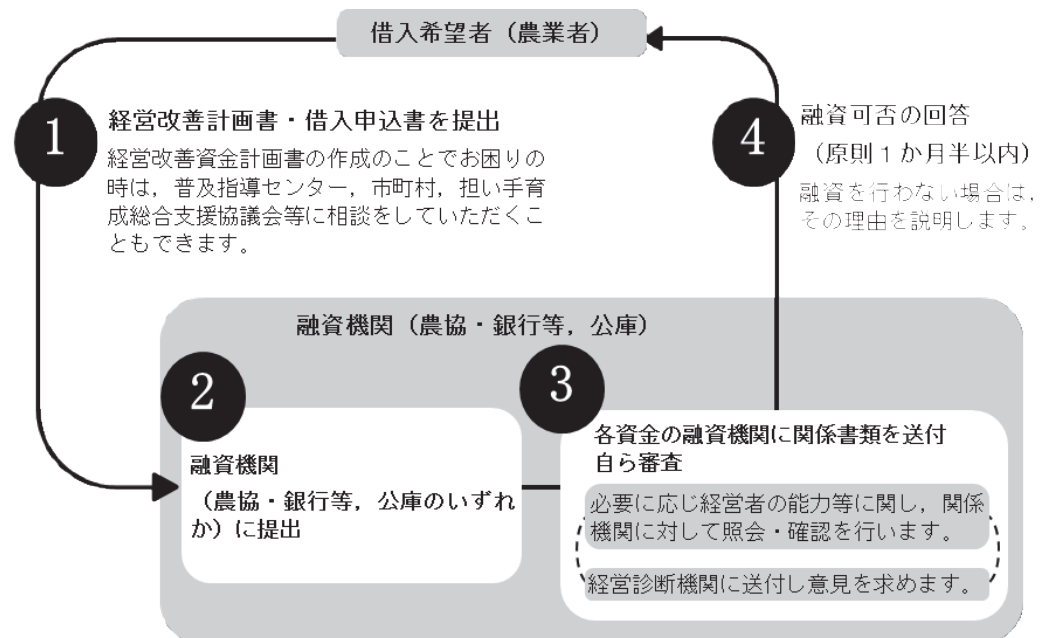 借入希望者（農業者）
1
経営改善計画書・借入申込書を提出
経営改善資金計画書の作成のことでお困りの
時は，普及指導センター，市町村，担い手育
成総合支援協議会等に相談をしていただくこ
ともできます。
4
融資可否の回答
（原則１か月半以内）
融資を行わない場合は，
その理由を説明します。
融資機関（農協・銀行等，公庫）
2
融資機関
（農協・銀行等，公庫のいずれ
か）に提出
3
各資金の融資機関に関係書類を送付
自ら審査
必要に応じ経営者の能力等に関し，関係
機関に対して照会・確認を行います。
経営診断機関に送付し意見を求めます。